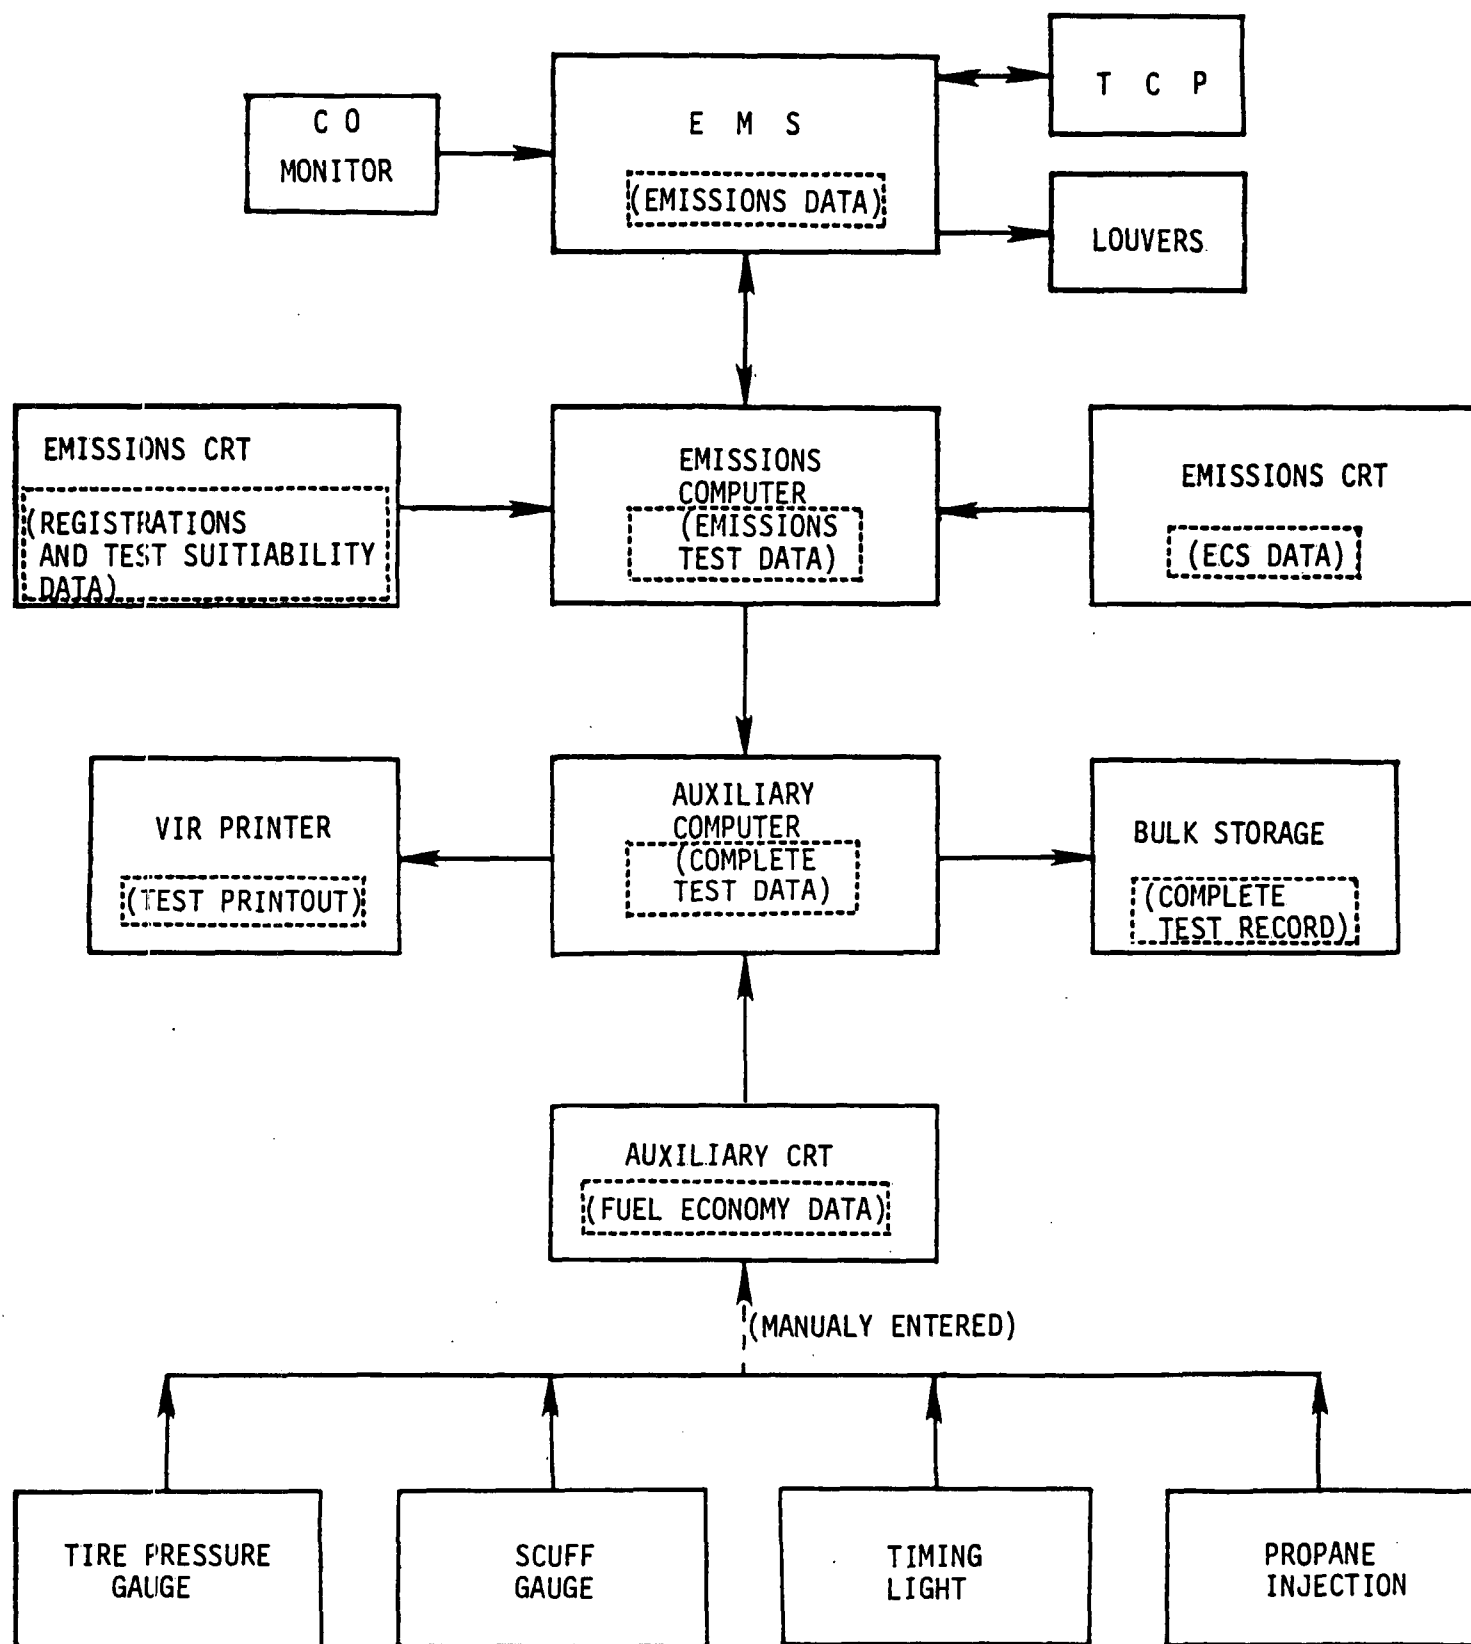 T C P
C O
MONITOR
E M S
(EMISSIONS DATA)
LOUVERS
EMISSIONS CRT
(REGISTRATIONS
AND TEST SUITIABILITY
DATA)
EMISSIONS
COMPUTER
(EMISSIONS
TEST DATA)
EMISSIONS CRT
(ECS DATA)
VIR PRINTER
(TEST PRINTOUT)
AUXILIARY
COMPUTER
(COMPLETE
TEST DATA)
BULK STORAGE
(COMPLETE
TEST RECORD)
AUXILIARY CRT
(FUEL ECONOMY DATA)
(MANUALY ENTERED)
TIRE PRESSURE
GAUGE
SCUFF
GAUGE
TIMING
LIGHT
PROPANE
INJECTION